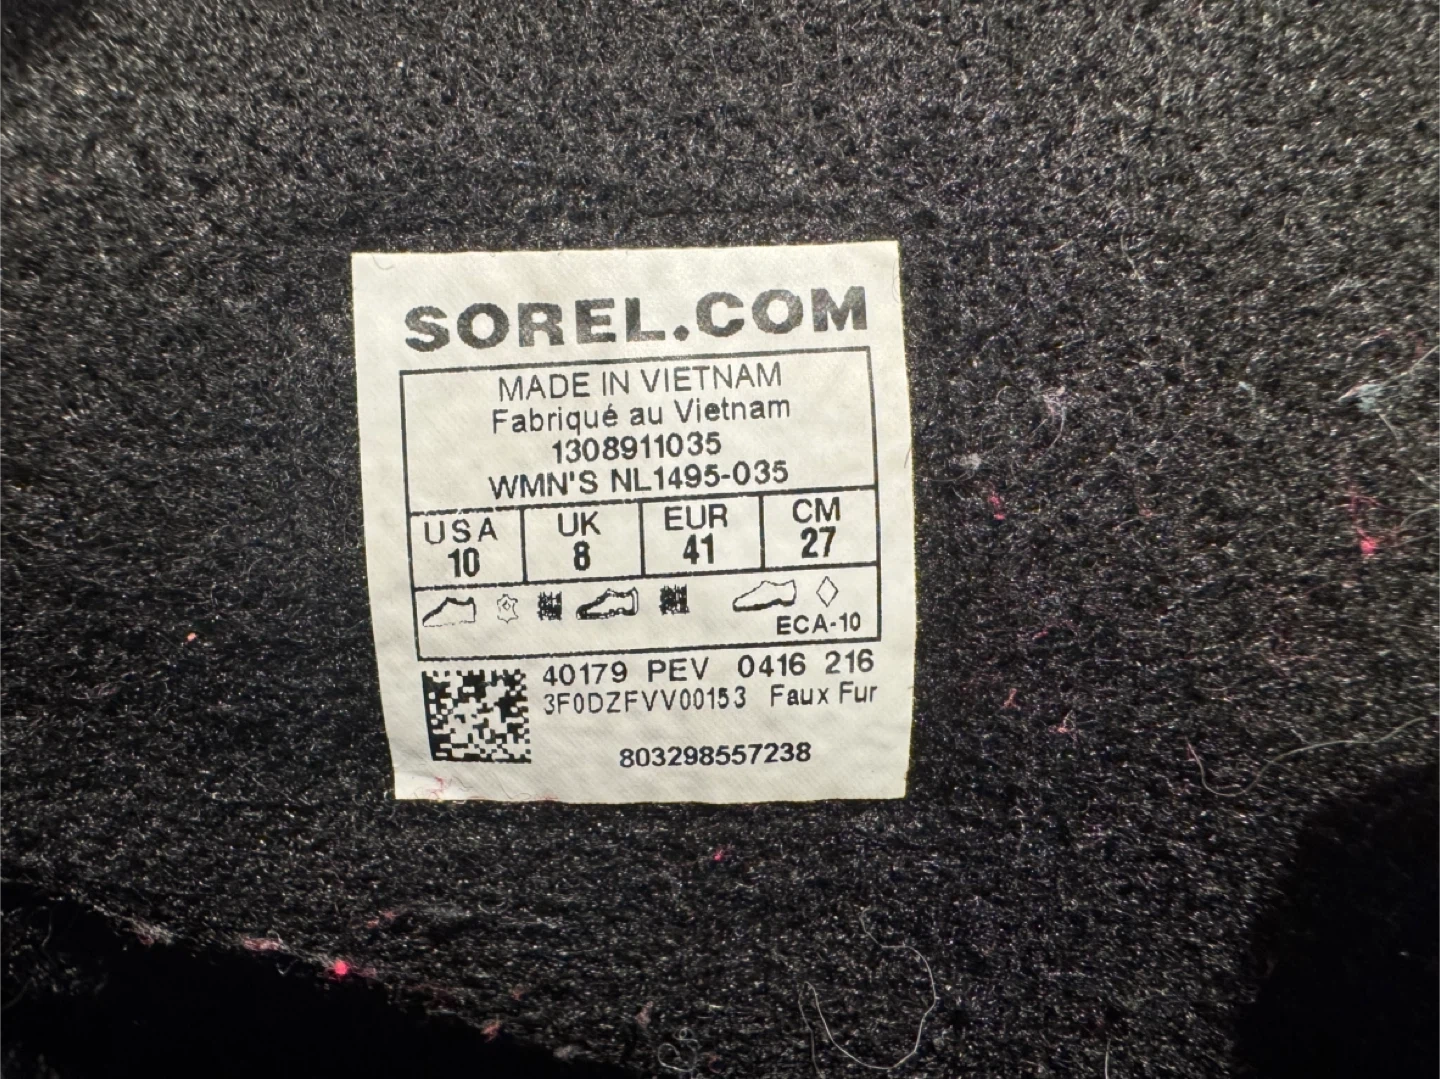 SOREL.COM
MADE IN VIETNAM
Fabriqué au Vietnam
1308911035
WMN'S NL1495-035
USA UK EUR CM
10 8 41 27
ECA-10
40179 PEV 0416 216
3F0DZFVV00153 Faux Fur
803298557238